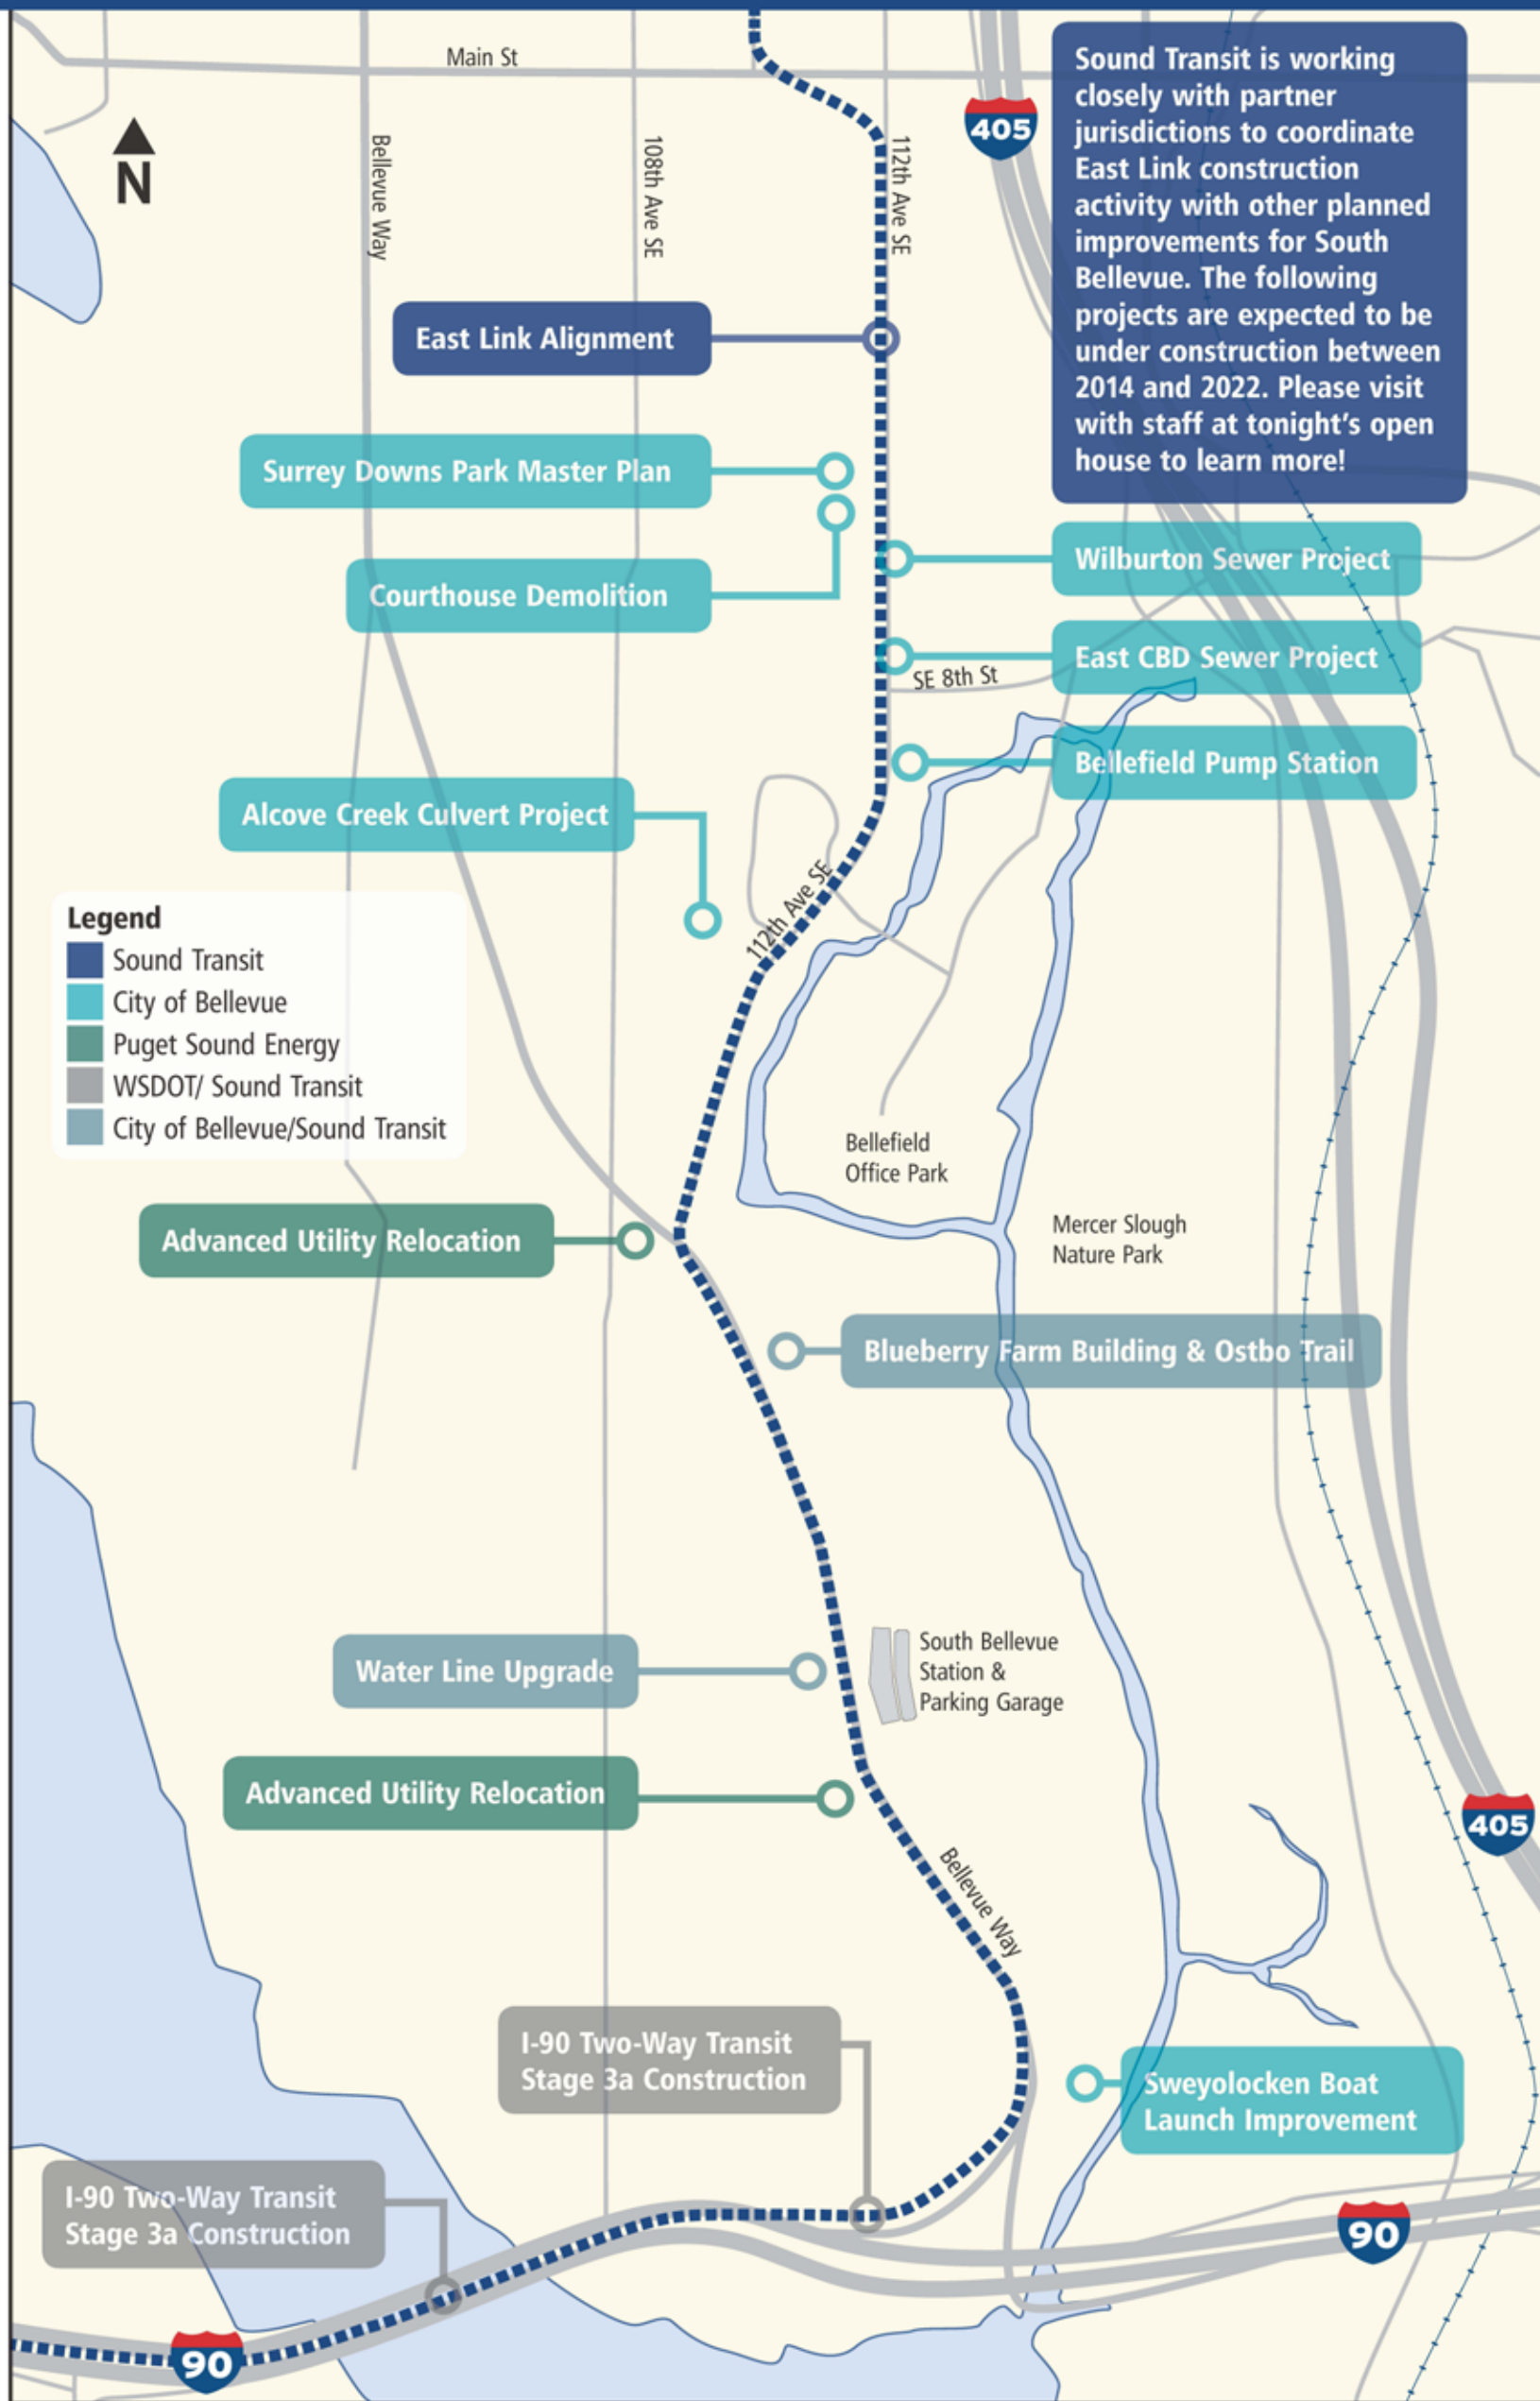 Main St
405
N
Bellevue Way
108th Ave SE
112th Ave SE
Sound Transit is working
closely with partner
jurisdictions to coordinate
East Link construction
activity with other planned
improvements for South
Bellevue. The following
projects are expected to be
under construction between
2014 and 2022. Please visit
with staff at tonight's open
house to learn more!
East Link Alignment
Surrey Downs Park Master Plan
Courthouse Demolition
Wilburton Sewer Project
East CBD Sewer Project
SE 8th St
Bellefield Pump Station
Alcove Creek Culvert Project
112th Ave SE
Legend
Sound Transit
City of Bellevue
Puget Sound Energy
WSDOT/ Sound Transit
City of Bellevue/Sound Transit
Bellefield
Office Park
Mercer Slough
Nature Park
Advanced Utility Relocation
Blueberry Farm Building & Ostbo Trail
Water Line Upgrade
South Bellevue
Station &
Parking Garage
Advanced Utility Relocation
405
Bellevue Way
I-90 Two-Way Transit
Stage 3a Construction
Sweyolocken Boat
Launch Improvement
I-90 Two-Way Transit
Stage 3a Construction
90
90